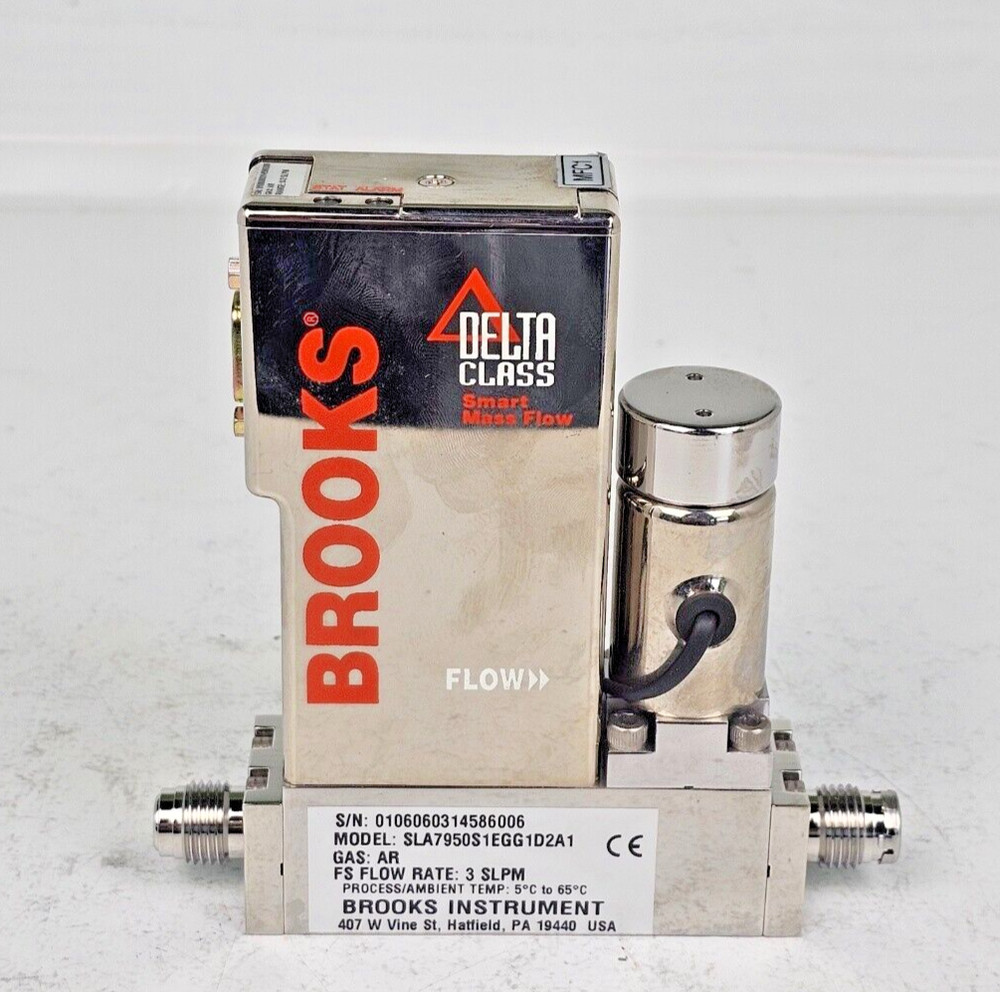 MFC1
STAT ALARM
BROOKS®
DELTA
CLASS
Smart
Mass Flow
FLOW
S/N: 0106060314586006
MODEL: SLA7950S1EGG1D2A1
GAS: AR
FS FLOW RATE: 3 SLPM
PROCESS/AMBIENT TEMP: 5°C to 65°C
BROOKS INSTRUMENT
407 W Vine St, Hatfield, PA 19440 USA
CE